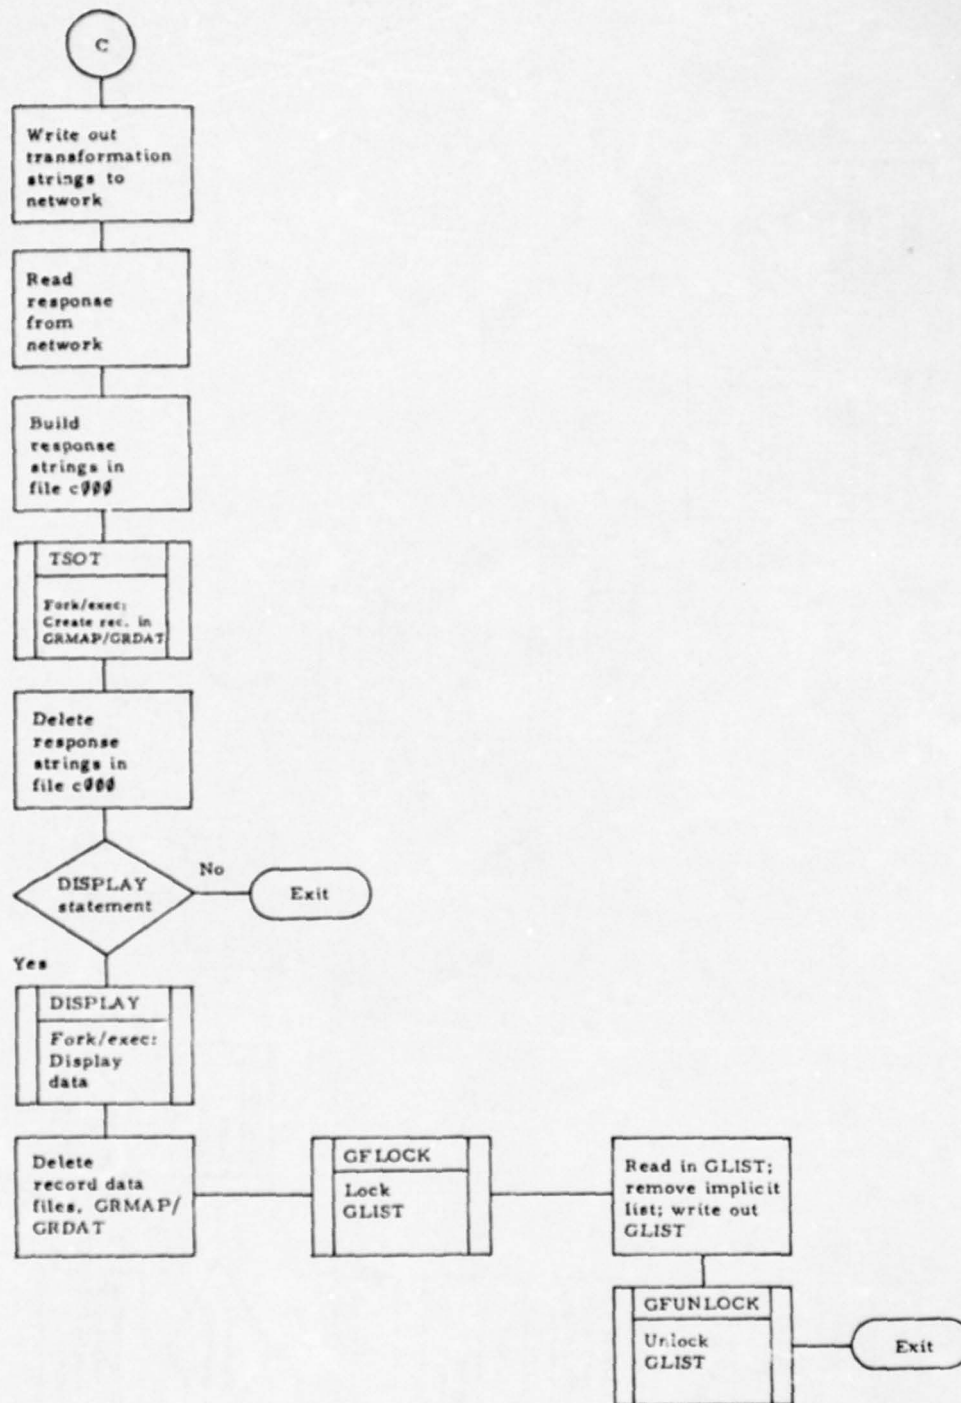 C
Write out
transformation
strings to
network
Read
response
from
network
Build
response
strings in
file c000
TSOT
Fork/exec:
Create rec. in
GRMAP/GRDAT
Delete
response
strings in
file c000
DISPLAY
statement
No
Exit
Yes
DISPLAY
Fork/exec:
Display
data
Delete
record data
files, GRMAP/
GRDAT
GFLOCK
Lock
GLIST
Read in GLIST;
remove implicit
list; write out
GLIST
GFUNLOCK
Unlock
GLIST
Exit